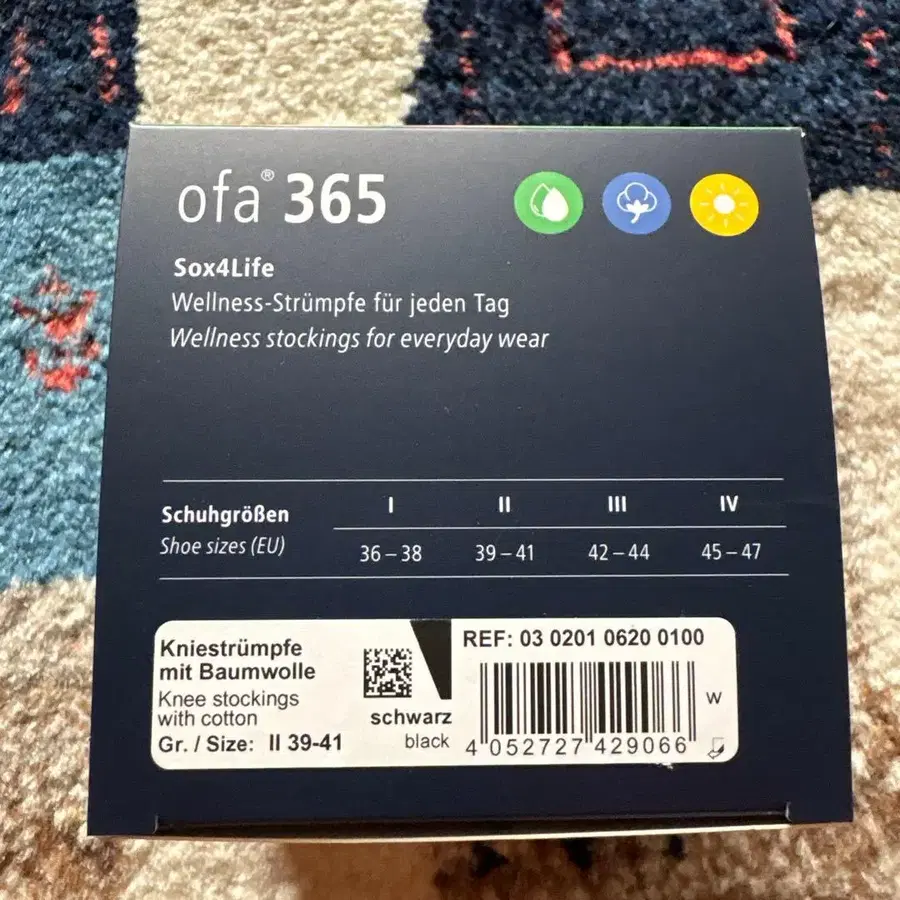 ofa® 365
Sox4Life
Wellness-Strümpfe für jeden Tag
Wellness stockings for everyday wear
Schuhgrößen I II III IV
Shoe sizes (EU) 36–38 39–41 42–44 45–47
Kniestrümpfe
mit Baumwolle
Knee stockings
with cotton
Gr. / Size: II 39-41
schwarz
black
REF: 03 0201 0620 0100
W
4 052727 429066